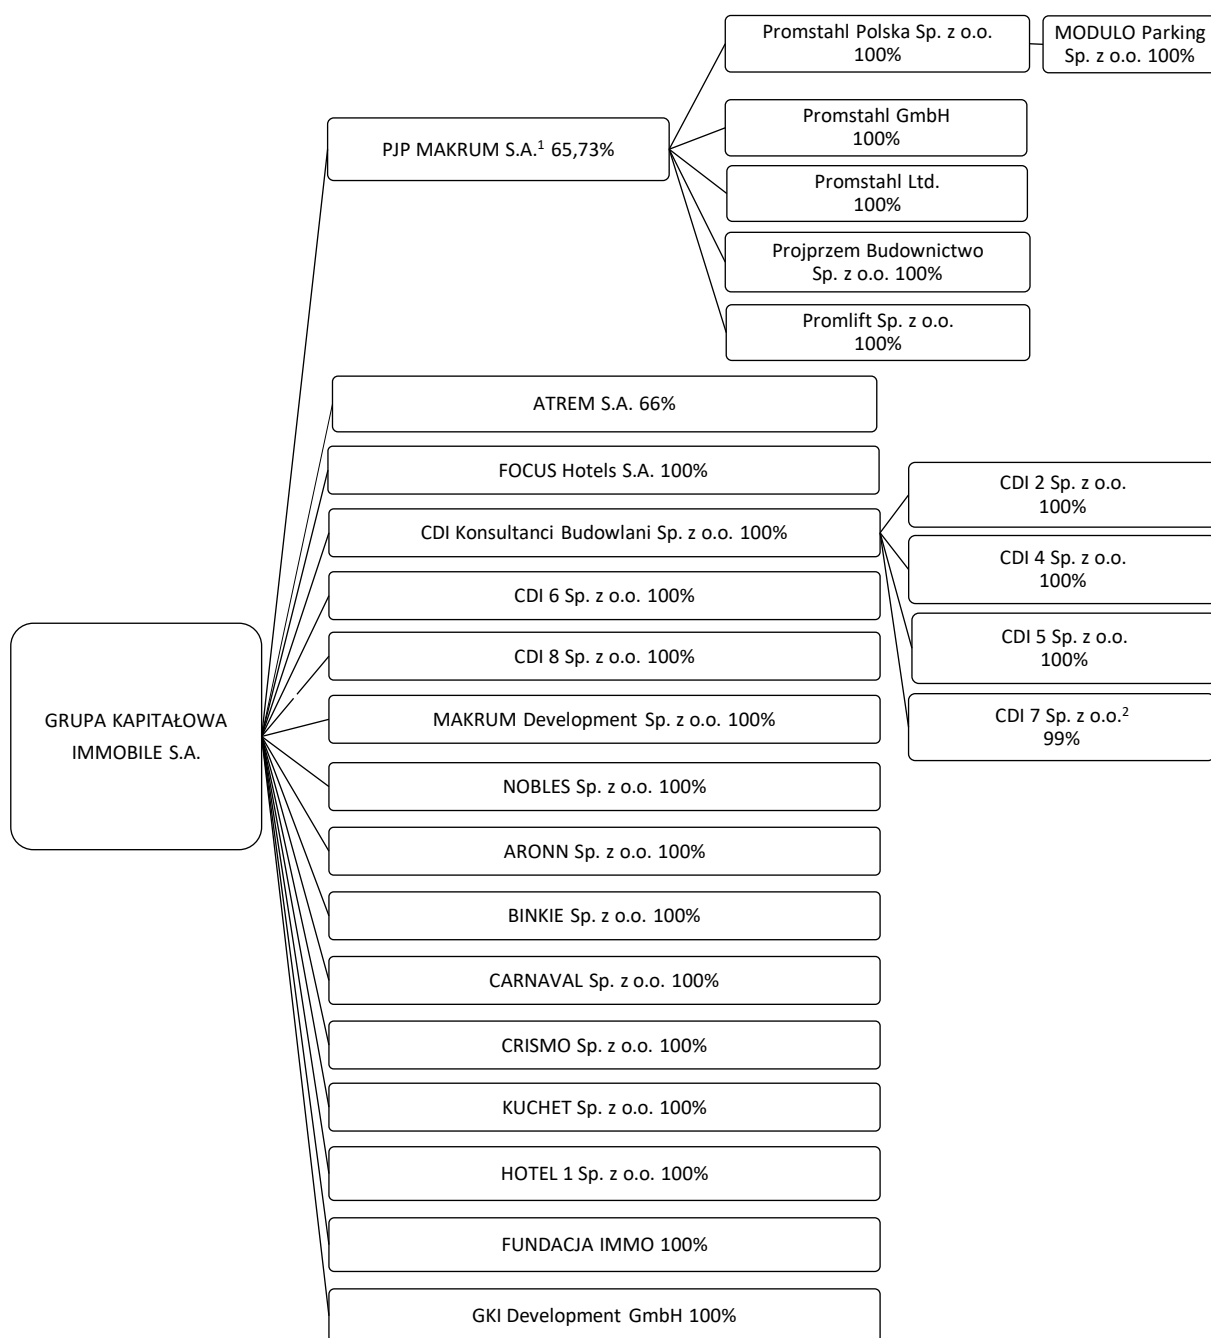 GRUPA KAPITAŁOWA
IMMOBILE S.A.
PJP MAKRUM S.A.¹ 65,73%
Promstahl Polska Sp. z o.o.
100%
MODULO Parking
Sp. z o.o. 100%
Promstahl GmbH
100%
Promstahl Ltd.
100%
Projprzem Budownictwo
Sp. z o.o. 100%
Promlift Sp. z o.o.
100%
ATREM S.A. 66%
FOCUS Hotels S.A. 100%
CDI Konsultanci Budowlani Sp. z o.o. 100%
CDI 2 Sp. z o.o.
100%
CDI 4 Sp. z o.o.
100%
CDI 5 Sp. z o.o.
100%
CDI 7 Sp. z o.o.²
99%
CDI 6 Sp. z o.o. 100%
CDI 8 Sp. z o.o. 100%
MAKRUM Development Sp. z o.o. 100%
NOBLES Sp. z o.o. 100%
ARONN Sp. z o.o. 100%
BINKIE Sp. z o.o. 100%
CARNAVAL Sp. z o.o. 100%
CRISMO Sp. z o.o. 100%
KUCHET Sp. z o.o. 100%
HOTEL 1 Sp. z o.o. 100%
FUNDACJA IMMO 100%
GKI Development GmbH 100%